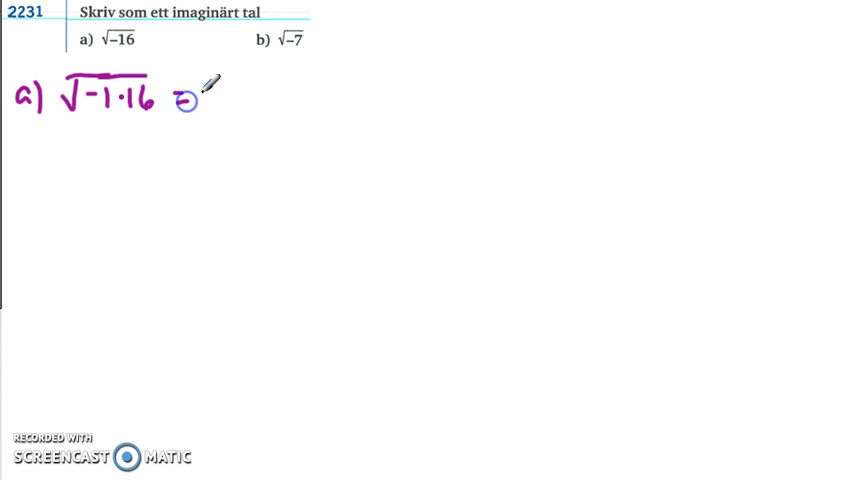 2231 Skriv som ett imaginärt tal
a) √−16 b) √−7
a) √-1·16 =
RECORDED WITH
SCREENCAST MATIC